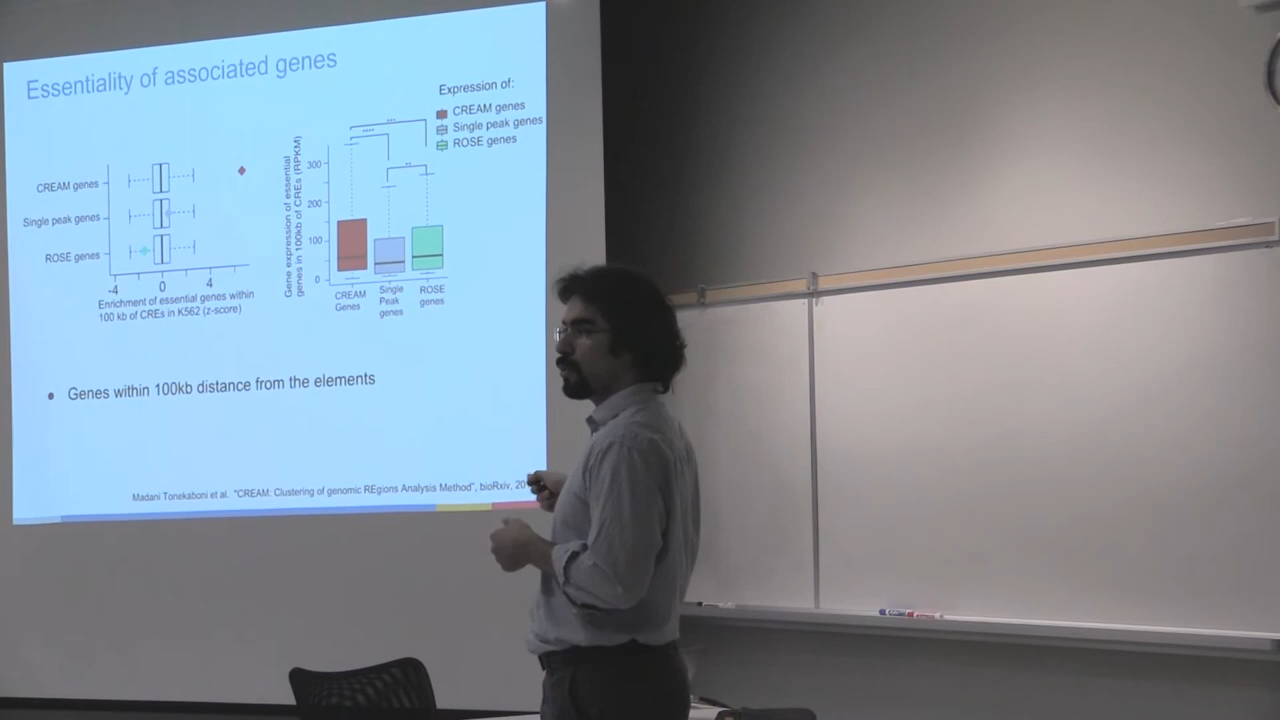 Essentiality of associated genes
CREAM genes
Single peak genes
ROSE genes
-4 0 4
Enrichment of essential genes within
100 kb of CREs in K562 (z-score)
Gene expression of essential
genes in 100kb of CREs (RPKM)
300
200
100
0
***
****
**
CREAM
Genes
Single
Peak
genes
ROSE
genes
Expression of:
CREAM genes
Single peak genes
ROSE genes
• Genes within 100kb distance from the elements
Madani Tonekaboni et al. "CREAM: Clustering of genomic REgions Analysis Method", bioRxiv, 20